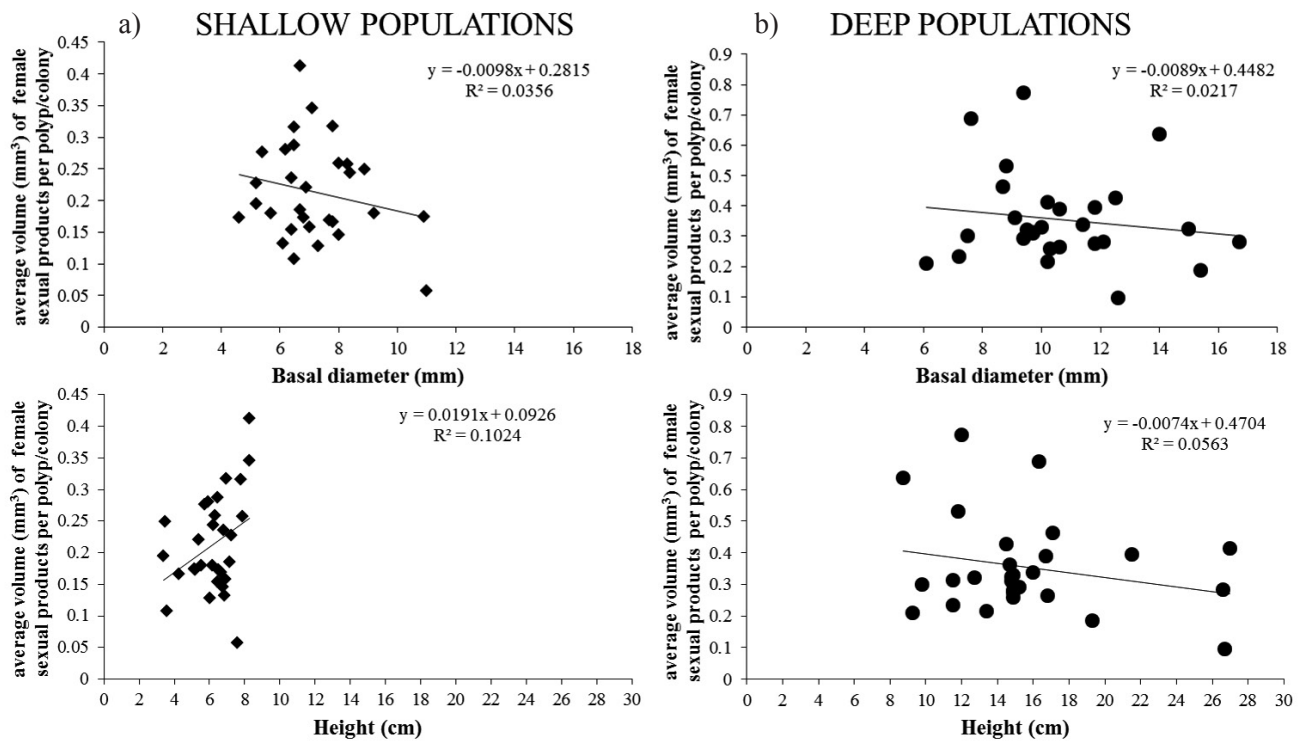 a) SHALLOW POPULATIONS
b) DEEP POPULATIONS
average volume (mm³) of female
sexual products per polyp/colony
0.45
0.4
0.35
0.3
0.25
0.2
0.15
0.1
0.05
0
y = -0.0098x + 0.2815
R² = 0.0356
0 2 4 6 8 10 12 14 16 18
Basal diameter (mm)
average volume (mm³) of female
sexual products per polyp/colony
0.9
0.8
0.7
0.6
0.5
0.4
0.3
0.2
0.1
0
y = -0.0089x + 0.4482
R² = 0.0217
0 2 4 6 8 10 12 14 16 18
Basal diameter (mm)
average volume (mm³) of female
sexual products per polyp/colony
0.45
0.4
0.35
0.3
0.25
0.2
0.15
0.1
0.05
0
y = 0.0191x + 0.0926
R² = 0.1024
0 2 4 6 8 10 12 14 16 18 20 22 24 26 28 30
Height (cm)
average volume (mm³) of female
sexual products per polyp/colony
0.9
0.8
0.7
0.6
0.5
0.4
0.3
0.2
0.1
0
y = -0.0074x + 0.4704
R² = 0.0563
0 2 4 6 8 10 12 14 16 18 20 22 24 26 28 30
Height (cm)